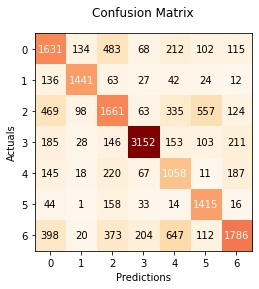 Confusion Matrix
0 1631 134 483 68 212 102 115
1 136 1441 63 27 42 24 12
2 469 98 1661 63 335 557 124
3 185 28 146 3152 153 103 211
4 145 18 220 67 1058 11 187
5 44 1 158 33 14 1415 16
6 398 20 373 204 647 112 1786
0 1 2 3 4 5 6
Actuals
Predictions